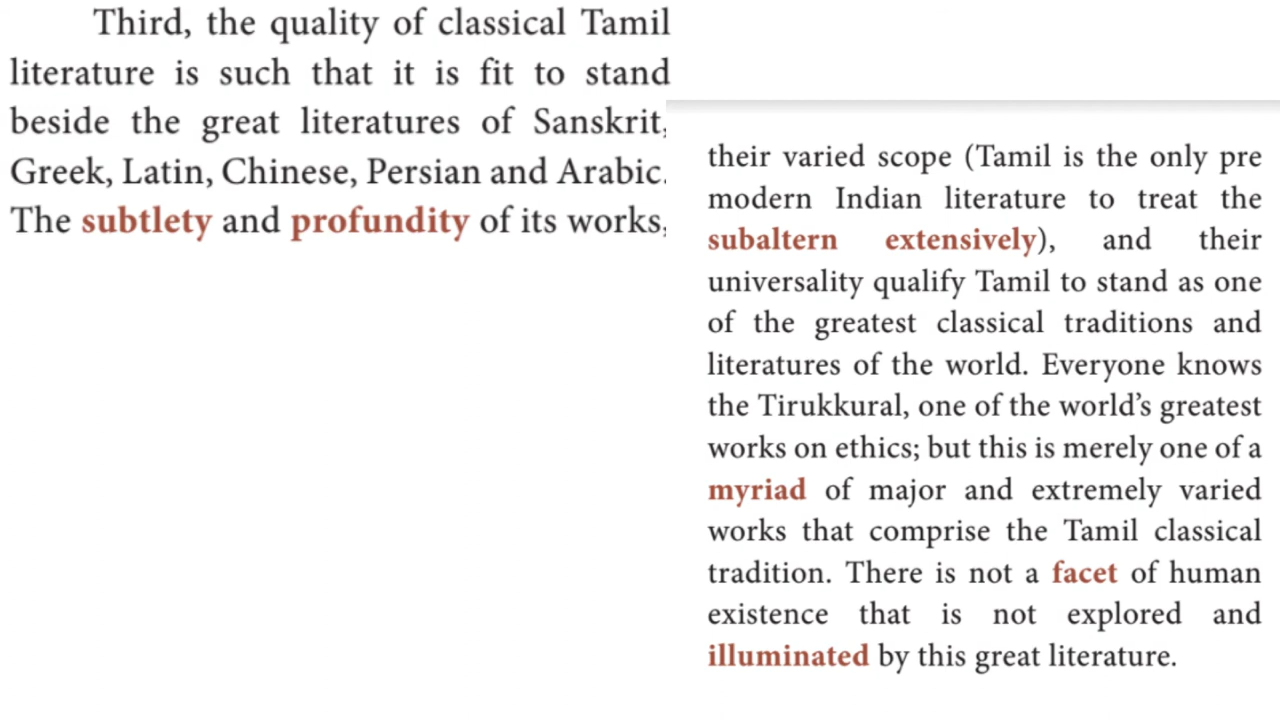 Third, the quality of classical Tamil
literature is such that it is fit to stand
beside the great literatures of Sanskrit,
Greek, Latin, Chinese, Persian and Arabic.
The subtlety and profundity of its works,
their varied scope (Tamil is the only pre
modern Indian literature to treat the
subaltern extensively), and their
universality qualify Tamil to stand as one
of the greatest classical traditions and
literatures of the world. Everyone knows
the Tirukkural, one of the world’s greatest
works on ethics; but this is merely one of a
myriad of major and extremely varied
works that comprise the Tamil classical
tradition. There is not a facet of human
existence that is not explored and
illuminated by this great literature.